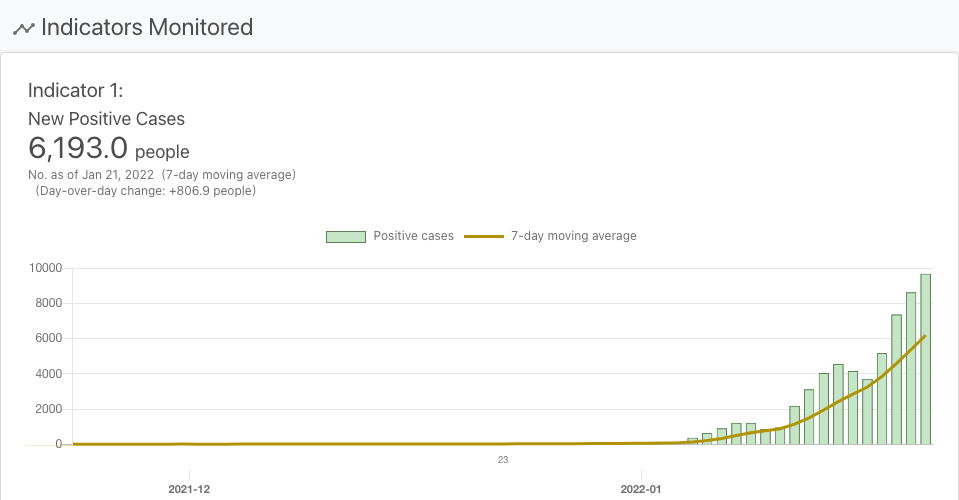 Indicators Monitored
Indicator 1:
New Positive Cases
6,193.0 people
No. as of Jan 21, 2022 (7-day moving average)
(Day-over-day change: +806.9 people)
Positive cases 7-day moving average
10000
8000
6000
4000
2000
0
23
2021-12 2022-01